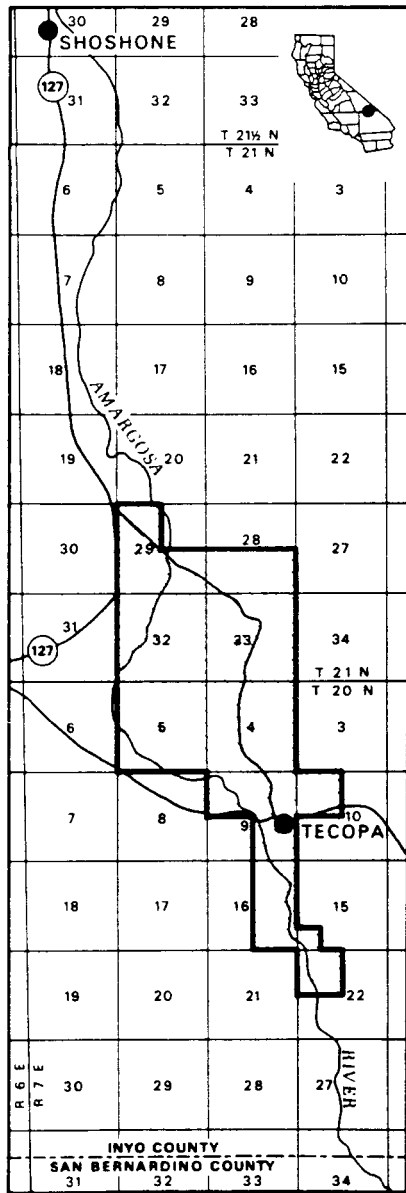 30 29 28
SHOSHONE
127
31 32 33
T 21½ N
T 21 N
6 5 4 3
7 8 9 10
18 17 16 15
AMARGOSA
19 20 21 22
30 29 28 27
31 32 33 34
127
T 21 N
T 20 N
6 5 4 3
7 8 9 10
TECOPA
18 17 16 15
19 20 21 22
R 6 E
R 7 E
30 29 28 27
RIVER
INYO COUNTY
SAN BERNARDINO COUNTY
31 32 33 34